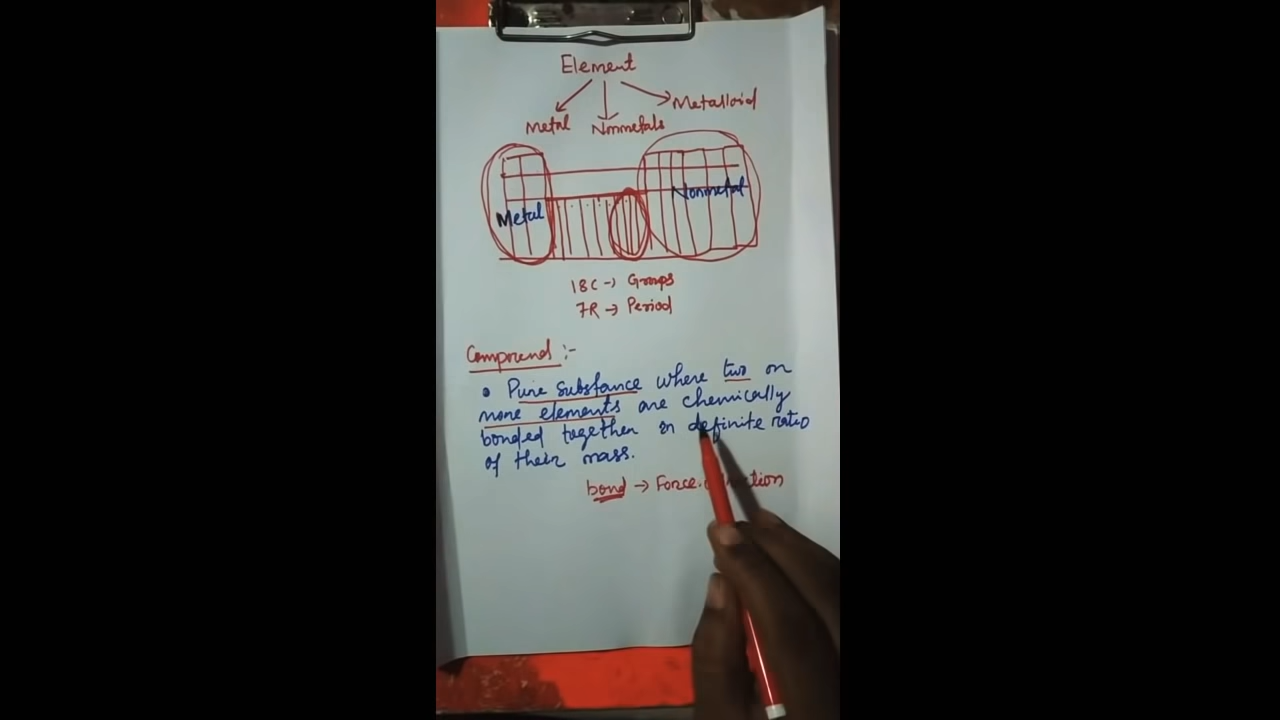 Element
Metal Nonmetals Metalloid
Metal Nonmetal
18C → Groups
7R → Period
Compound :-
• Pure substance where two or
more elements are chemically
bonded together in definite ratio
of their mass.
bond → Force